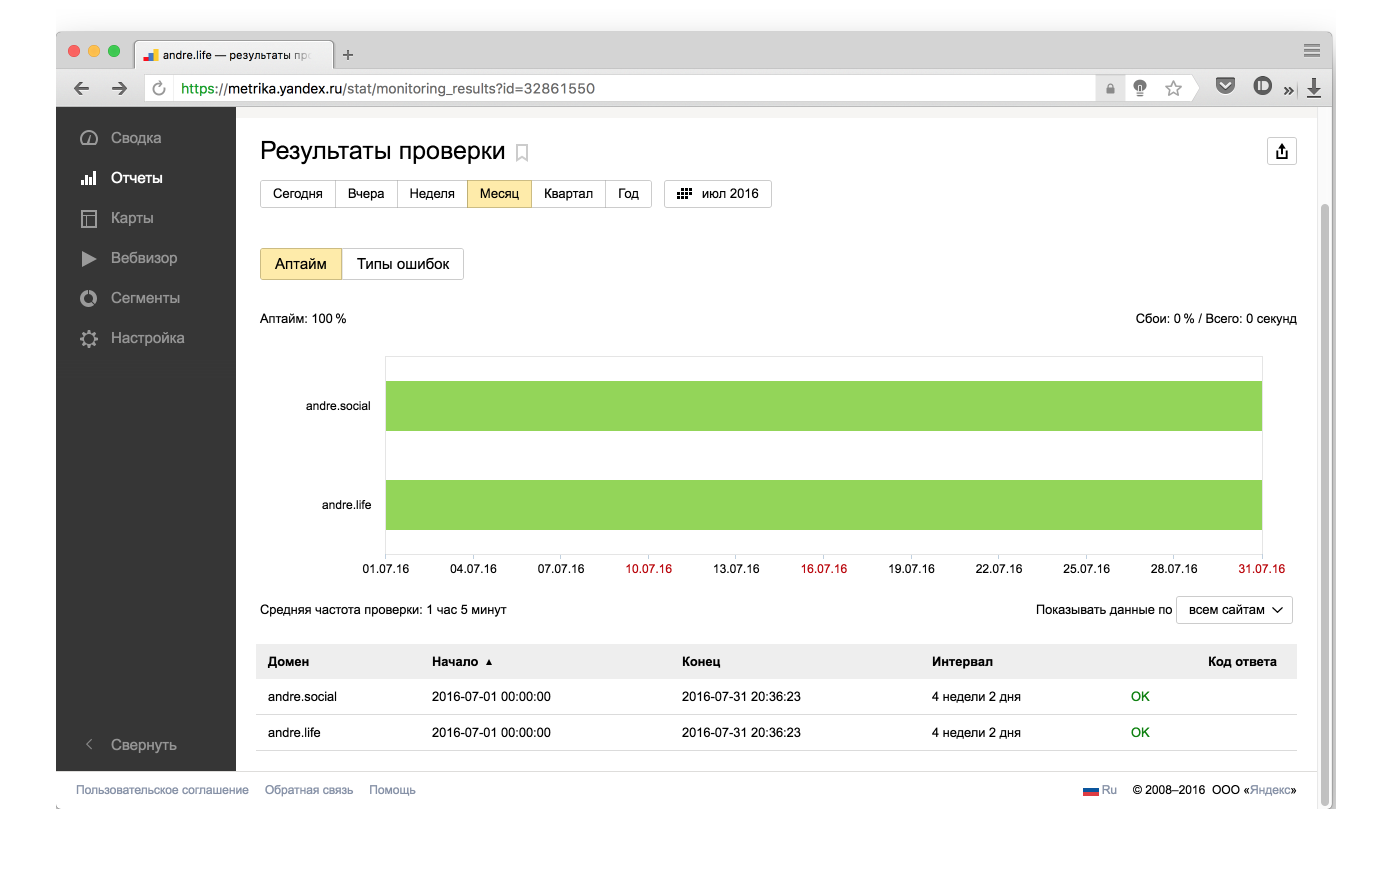 andre.life — результаты про
https://metrika.yandex.ru/stat/monitoring_results?id=32861550
Сводка
Отчеты
Карты
Вебвизор
Сегменты
Настройка
Свернуть
Результаты проверки
Сегодня Вчера Неделя Месяц Квартал Год июл 2016
Аптайм Типы ошибок
Аптайм: 100 % Сбои: 0 % / Всего: 0 секунд
andre.social
andre.life
01.07.16 04.07.16 07.07.16 10.07.16 13.07.16 16.07.16 19.07.16 22.07.16 25.07.16 28.07.16 31.07.16
Средняя частота проверки: 1 час 5 минут Показывать данные по всем сайтам
Домен Начало ▲ Конец Интервал Код ответа
andre.social 2016-07-01 00:00:00 2016-07-31 20:36:23 4 недели 2 дня OK
andre.life 2016-07-01 00:00:00 2016-07-31 20:36:23 4 недели 2 дня OK
Пользовательское соглашение Обратная связь Помощь Ru © 2008–2016 ООО «Яндекс»